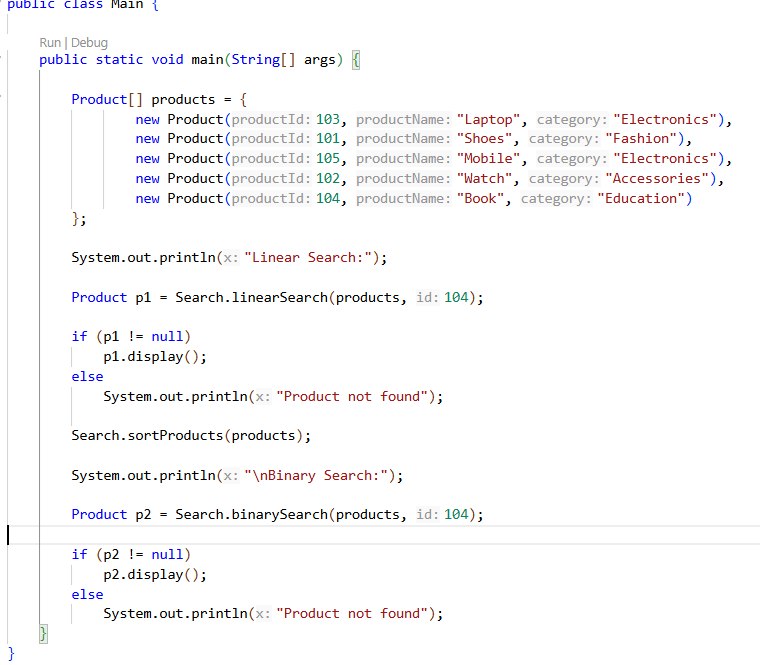 public class Main {
Run | Debug
public static void main(String[] args) {
Product[] products = {
new Product(productId: 103, productName: "Laptop", category: "Electronics"),
new Product(productId: 101, productName: "Shoes", category: "Fashion"),
new Product(productId: 105, productName: "Mobile", category: "Electronics"),
new Product(productId: 102, productName: "Watch", category: "Accessories"),
new Product(productId: 104, productName: "Book", category: "Education")
};
System.out.println(x: "Linear Search:");
Product p1 = Search.linearSearch(products, id: 104);
if (p1 != null)
p1.display();
else
System.out.println(x: "Product not found");
Search.sortProducts(products);
System.out.println(x: "\nBinary Search:");
Product p2 = Search.binarySearch(products, id: 104);
if (p2 != null)
p2.display();
else
System.out.println(x: "Product not found");
}
}